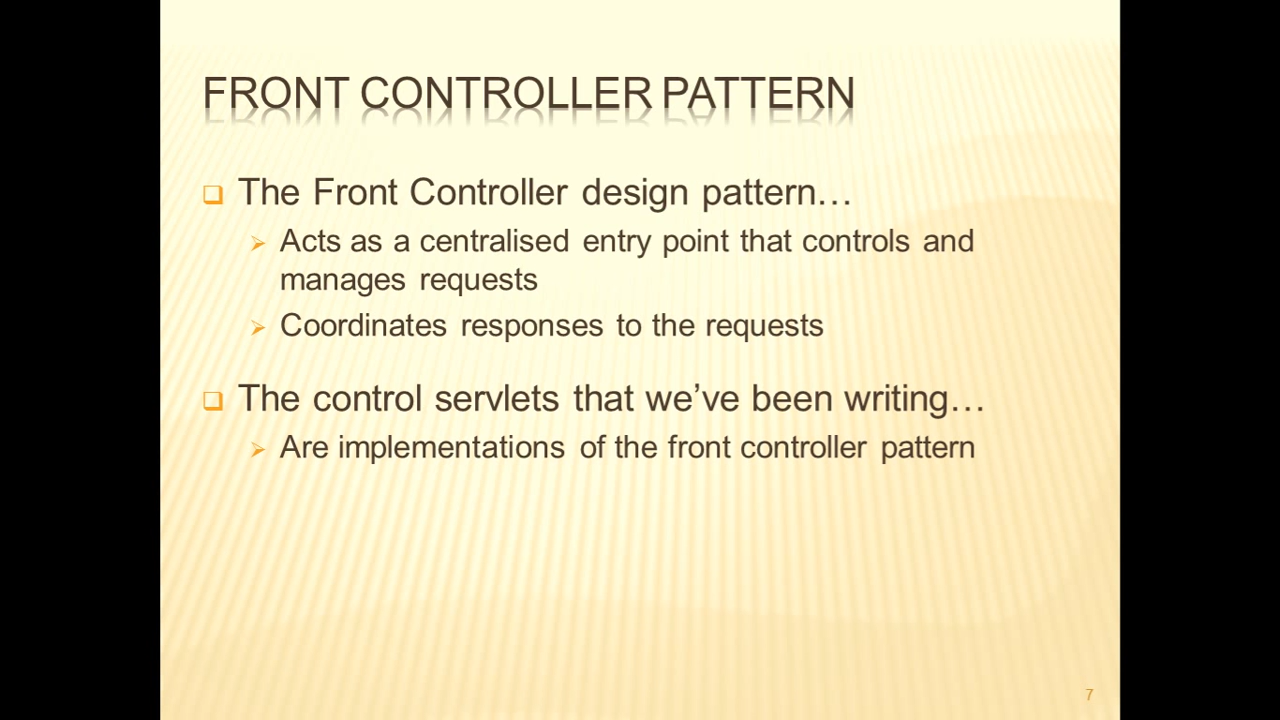 FRONT CONTROLLER PATTERN
The Front Controller design pattern…
Acts as a centralised entry point that controls and
manages requests
Coordinates responses to the requests
The control servlets that we’ve been writing…
Are implementations of the front controller pattern
7